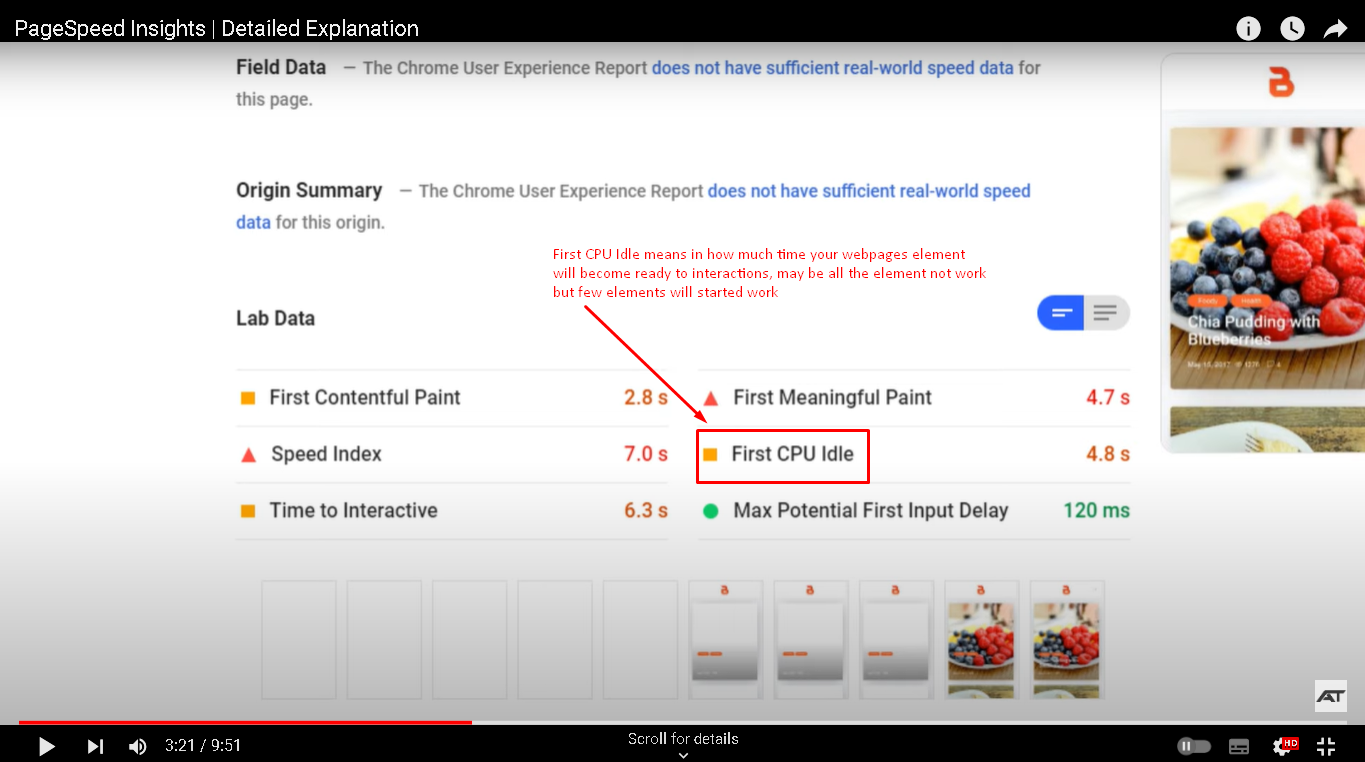 PageSpeed Insights | Detailed Explanation
Field Data — The Chrome User Experience Report does not have sufficient real-world speed data for
this page.
Origin Summary — The Chrome User Experience Report does not have sufficient real-world speed
data for this origin.
First CPU Idle means in how much time your webpages element
will become ready to interactions, may be all the element not work
but few elements will started work
Lab Data
First Contentful Paint 2.8 s
First Meaningful Paint 4.7 s
Speed Index 7.0 s
First CPU Idle 4.8 s
Time to Interactive 6.3 s
Max Potential First Input Delay 120 ms
B
Foody Health
Chia Pudding with
Blueberries
AT
3:21 / 9:51
Scroll for details
HD